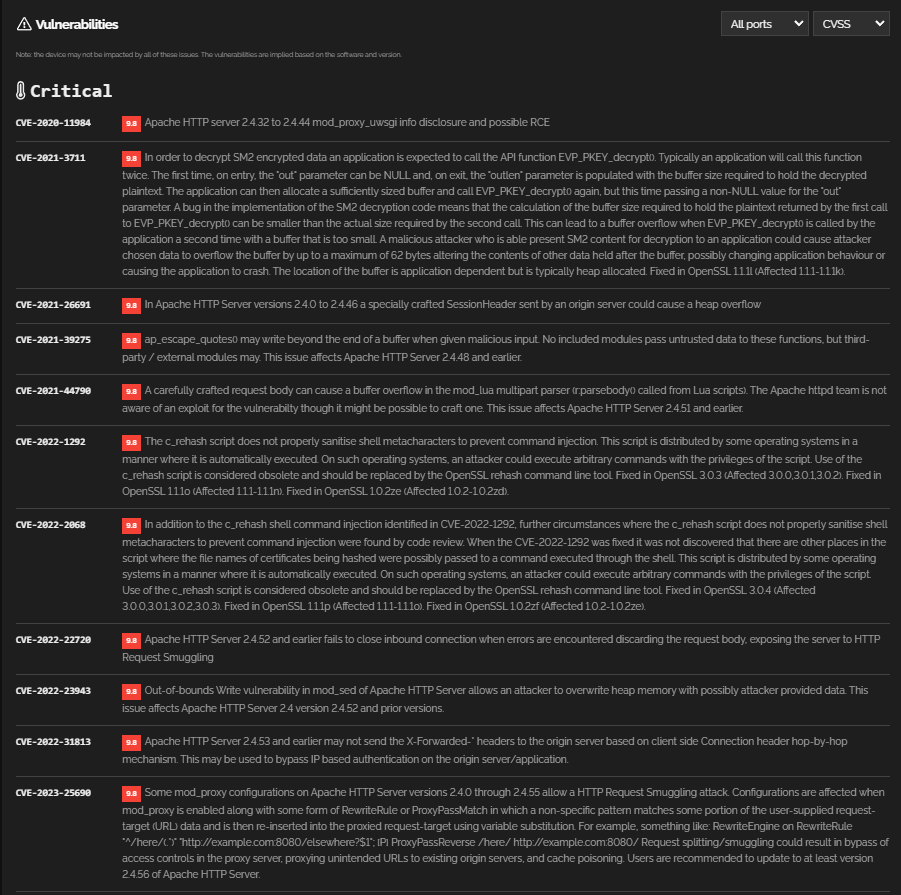 Vulnerabilities
All ports
CVSS
Note: the device may not be impacted by all of these issues. The vulnerabilities are implied based on the software and version.
Critical
CVE-2020-11984
9.8 Apache HTTP server 2.4.32 to 2.4.44 mod_proxy_uwsgi info disclosure and possible RCE
CVE-2021-3711
9.8 In order to decrypt SM2 encrypted data an application is expected to call the API function EVP_PKEY_decrypt(). Typically an application will call this function
twice. The first time, on entry, the "out" parameter can be NULL and, on exit, the "outlen" parameter is populated with the buffer size required to hold the decrypted
plaintext. The application can then allocate a sufficiently sized buffer and call EVP_PKEY_decrypt() again, but this time passing a non-NULL value for the "out"
parameter. A bug in the implementation of the SM2 decryption code means that the calculation of the buffer size required to hold the plaintext returned by the first call
to EVP_PKEY_decrypt() can be smaller than the actual size required by the second call. This can lead to a buffer overflow when EVP_PKEY_decrypt() is called by the
application a second time with a buffer that is too small. A malicious attacker who is able present SM2 content for decryption to an application could cause attacker
chosen data to overflow the buffer by up to a maximum of 62 bytes altering the contents of other data held after the buffer, possibly changing application behaviour or
causing the application to crash. The location of the buffer is application dependent but is typically heap allocated. Fixed in OpenSSL 1.1.1l (Affected 1.1.1-1.1.1k).
CVE-2021-26691
9.8 In Apache HTTP Server versions 2.4.0 to 2.4.46 a specially crafted SessionHeader sent by an origin server could cause a heap overflow
CVE-2021-39275
9.8 ap_escape_quotes() may write beyond the end of a buffer when given malicious input. No included modules pass untrusted data to these functions, but third-
party / external modules may. This issue affects Apache HTTP Server 2.4.48 and earlier.
CVE-2021-44790
9.8 A carefully crafted request body can cause a buffer overflow in the mod_lua multipart parser (r:parsebody() called from Lua scripts). The Apache httpd team is not
aware of an exploit for the vulnerabilty though it might be possible to craft one. This issue affects Apache HTTP Server 2.4.51 and earlier.
CVE-2022-1292
9.8 The c_rehash script does not properly sanitise shell metacharacters to prevent command injection. This script is distributed by some operating systems in a
manner where it is automatically executed. On such operating systems, an attacker could execute arbitrary commands with the privileges of the script. Use of the
c_rehash script is considered obsolete and should be replaced by the OpenSSL rehash command line tool. Fixed in OpenSSL 3.0.3 (Affected 3.0.0,3.0.1,3.0.2). Fixed in
OpenSSL 1.1.1o (Affected 1.1.1-1.1.1n). Fixed in OpenSSL 1.0.2ze (Affected 1.0.2-1.0.2zd).
CVE-2022-2068
9.8 In addition to the c_rehash shell command injection identified in CVE-2022-1292, further circumstances where the c_rehash script does not properly sanitise shell
metacharacters to prevent command injection were found by code review. When the CVE-2022-1292 was fixed it was not discovered that there are other places in the
script where the file names of certificates being hashed were possibly passed to a command executed through the shell. This script is distributed by some operating
systems in a manner where it is automatically executed. On such operating systems, an attacker could execute arbitrary commands with the privileges of the script.
Use of the c_rehash script is considered obsolete and should be replaced by the OpenSSL rehash command line tool. Fixed in OpenSSL 3.0.4 (Affected
3.0.0,3.0.1,3.0.2,3.0.3). Fixed in OpenSSL 1.1.1p (Affected 1.1.1-1.1.1o). Fixed in OpenSSL 1.0.2zf (Affected 1.0.2-1.0.2ze).
CVE-2022-22720
9.8 Apache HTTP Server 2.4.52 and earlier fails to close inbound connection when errors are encountered discarding the request body, exposing the server to HTTP
Request Smuggling
CVE-2022-23943
9.8 Out-of-bounds Write vulnerability in mod_sed of Apache HTTP Server allows an attacker to overwrite heap memory with possibly attacker provided data. This
issue affects Apache HTTP Server 2.4 version 2.4.52 and prior versions.
CVE-2022-31813
9.8 Apache HTTP Server 2.4.53 and earlier may not send the X-Forwarded-* headers to the origin server based on client side Connection header hop-by-hop
mechanism. This may be used to bypass IP based authentication on the origin server/application.
CVE-2023-25690
9.8 Some mod_proxy configurations on Apache HTTP Server versions 2.4.0 through 2.4.55 allow a HTTP Request Smuggling attack. Configurations are affected when
mod_proxy is enabled along with some form of RewriteRule or ProxyPassMatch in which a non-specific pattern matches some portion of the user-supplied request-
target (URL) data and is then re-inserted into the proxied request-target using variable substitution. For example, something like: RewriteEngine on RewriteRule
"^/here/(.*)" "http://example.com:8080/elsewhere?$1"; [P] ProxyPassReverse /here/ http://example.com:8080/ Request splitting/smuggling could result in bypass of
access controls in the proxy server, proxying unintended URLs to existing origin servers, and cache poisoning. Users are recommended to update to at least version
2.4.56 of Apache HTTP Server.